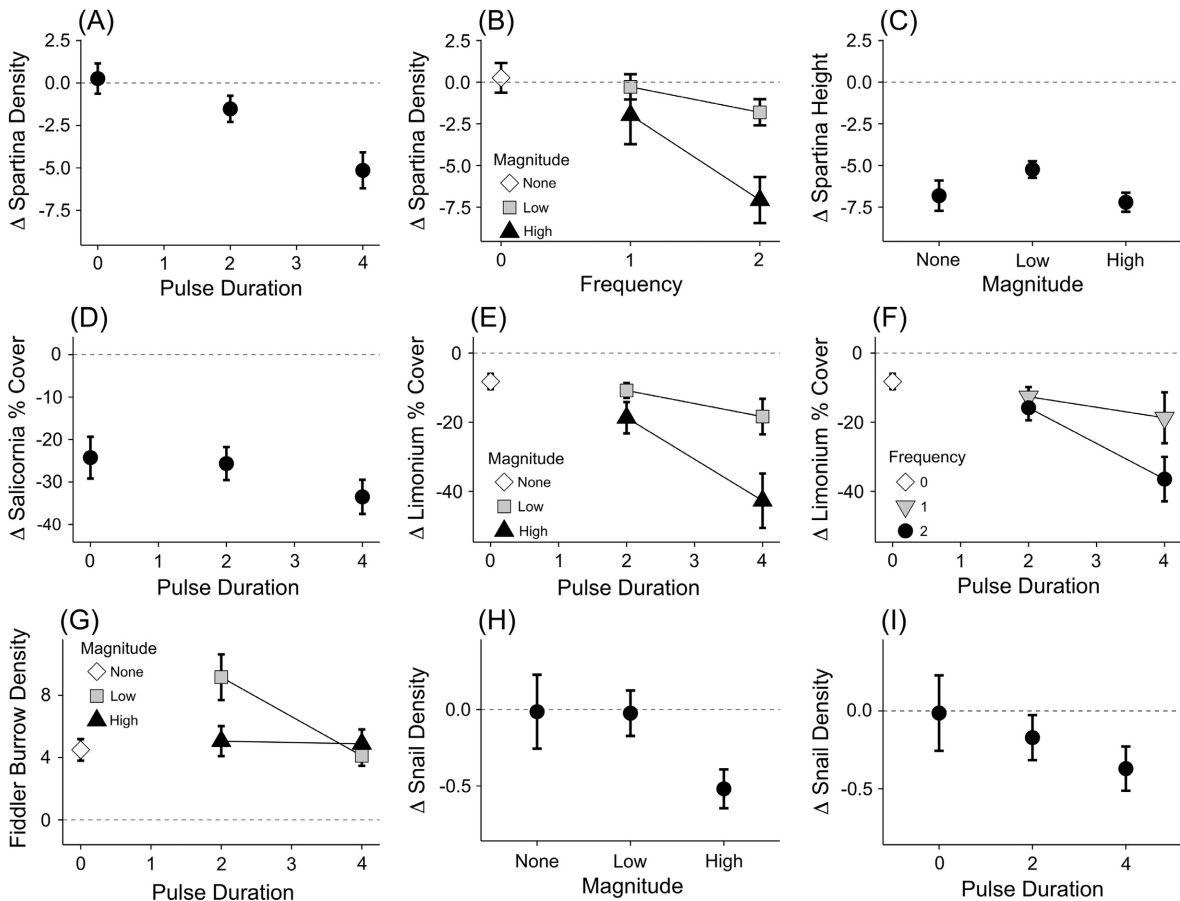 (A)
Δ Spartina Density
2.5
0.0
-2.5
-5.0
-7.5
0 1 2 3 4
Pulse Duration
(B)
Δ Spartina Density
2.5
0.0
-2.5
-5.0
-7.5
Magnitude
None
Low
High
0 1 2
Frequency
(C)
Δ Spartina Height
2.5
0.0
-2.5
-5.0
-7.5
None Low High
Magnitude
(D)
Δ Salicornia % Cover
0
-10
-20
-30
-40
0 1 2 3 4
Pulse Duration
(E)
Δ Limonium % Cover
0
-20
-40
Magnitude
None
Low
High
0 1 2 3 4
Pulse Duration
(F)
Δ Limonium % Cover
0
-20
-40
Frequency
0
1
2
0 1 2 3 4
Pulse Duration
(G)
Fiddler Burrow Density
8
4
0
Magnitude
None
Low
High
0 1 2 3 4
Pulse Duration
(H)
Δ Snail Density
0.0
-0.5
None Low High
Magnitude
(I)
Δ Snail Density
0.0
-0.5
0 2 4
Pulse Duration